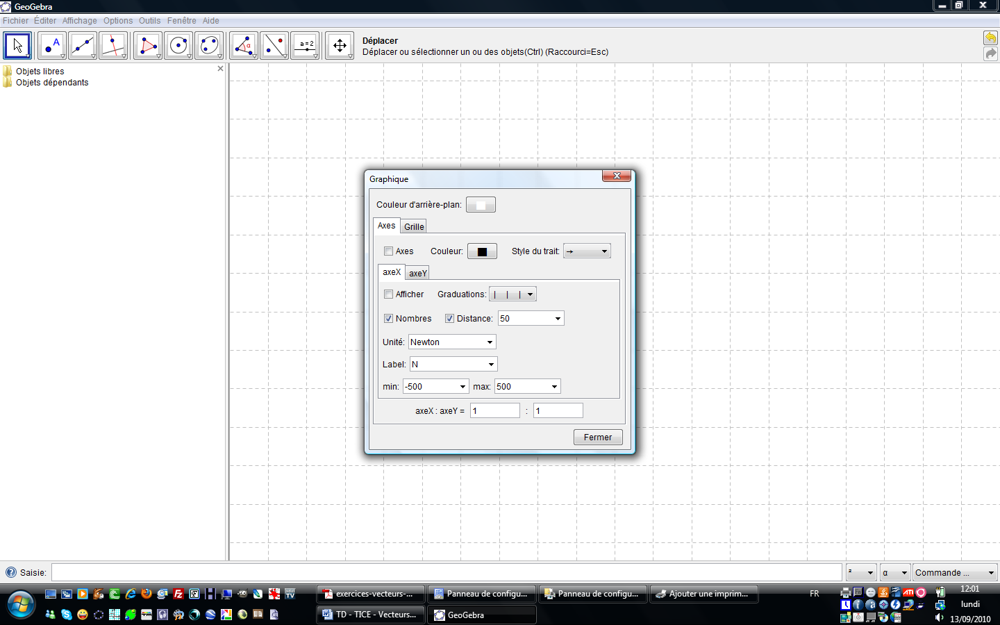 GeoGebra
Fichier Éditer Affichage Options Outils Fenêtre Aide
A
α
a = 2
Déplacer
Déplacer ou sélectionner un ou des objets(Ctrl) (Raccourci=Esc)
Objets libres
Objets dépendants
Graphique
Couleur d'arrière-plan:
Axes Grille
Axes Couleur: Style du trait:
axeX axeY
Afficher Graduations:
Nombres Distance: 50
Unité: Newton
Label: N
min: -500 max: 500
axeX : axeY = 1 : 1
Fermer
Saisie: ² α Commande ...
exercices-vecteurs-... Panneau de configu... Panneau de configu... Ajouter une imprim... FR 12:01
TD - TICE - Vecteurs... GeoGebra lundi
13/09/2010